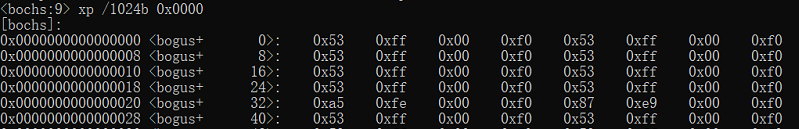 <bochs:9> xp /1024b 0x0000
[bochs]:
0x0000000000000000 <bogus+       0>:    0x53    0xff    0x00    0xf0    0x53    0xff    0x00    0xf0
0x0000000000000008 <bogus+       8>:    0x53    0xff    0x00    0xf0    0x53    0xff    0x00    0xf0
0x0000000000000010 <bogus+      16>:    0x53    0xff    0x00    0xf0    0x53    0xff    0x00    0xf0
0x0000000000000018 <bogus+      24>:    0x53    0xff    0x00    0xf0    0x53    0xff    0x00    0xf0
0x0000000000000020 <bogus+      32>:    0xa5    0xfe    0x00    0xf0    0x87    0xe9    0x00    0xf0
0x0000000000000028 <bogus+      40>:    0x53    0xff    0x00    0xf0    0x53    0xff    0x00    0xf0